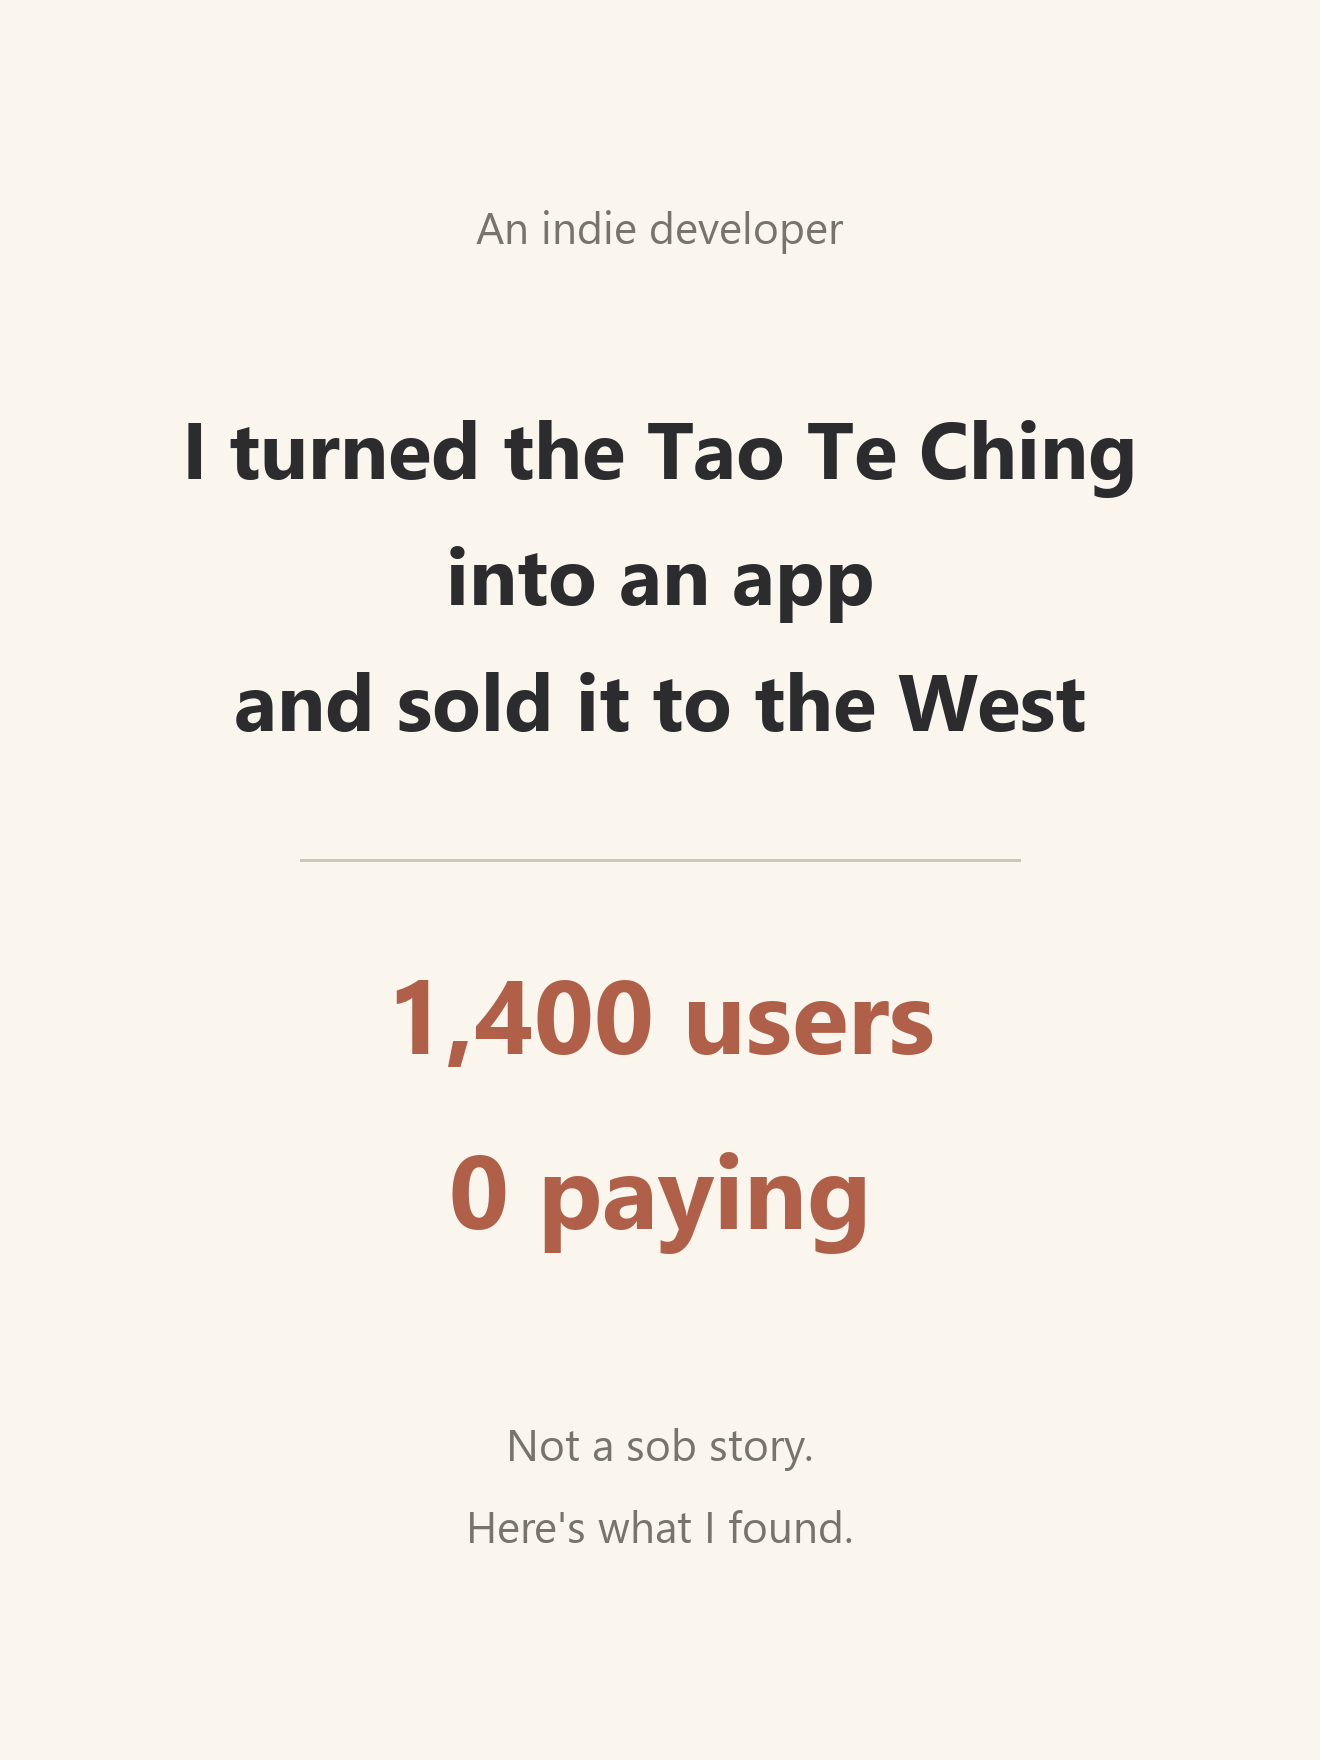 An indie developer
I turned the Tao Te Ching
into an app
and sold it to the West
1,400 users
0 paying
Not a sob story.
Here's what I found.